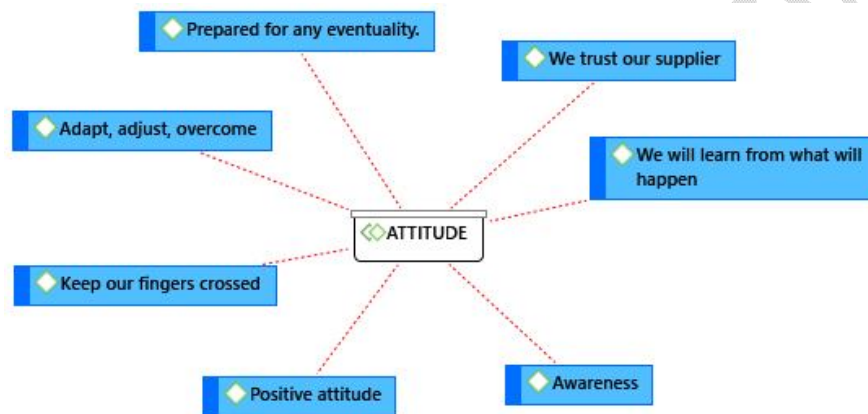 Prepared for any eventuality.
We trust our supplier
Adapt, adjust, overcome
We will learn from what will
happen
ATTITUDE
Keep our fingers crossed
Positive attitude
Awareness